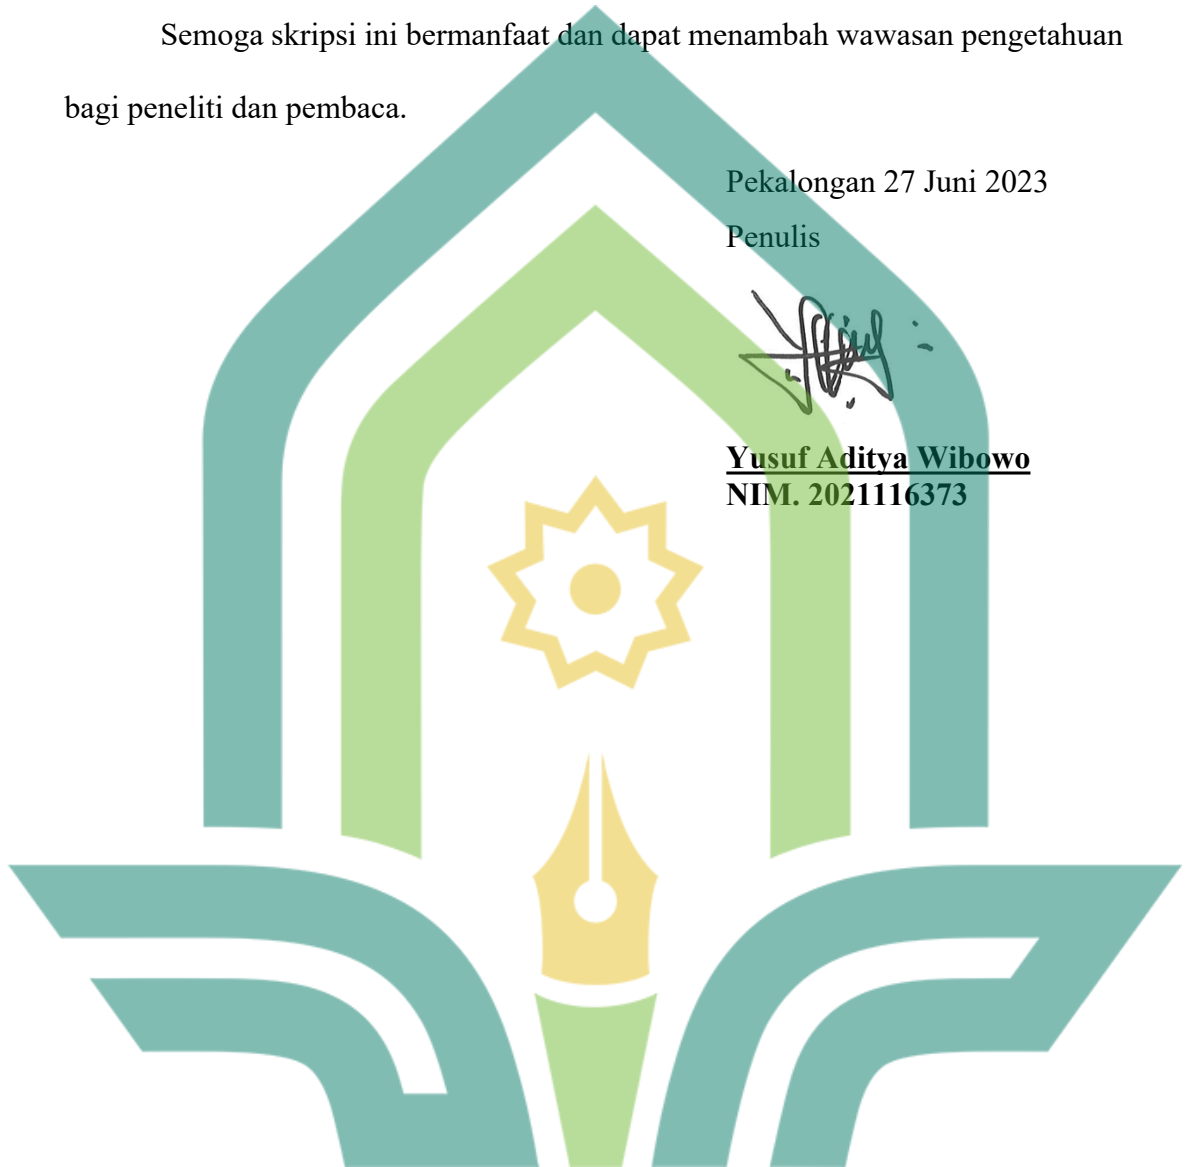 Semoga skripsi ini bermanfaat dan dapat menambah wawasan pengetahuan
bagi peneliti dan pembaca.
Pekalongan 27 Juni 2023
Penulis
Yusuf Aditya Wibowo
NIM. 2021116373